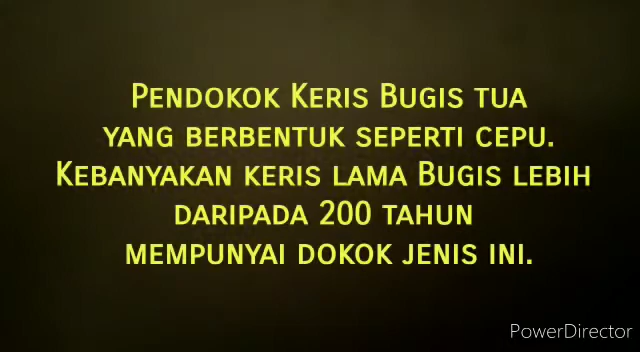 Pendokok Keris Bugis tua
yang berbentuk seperti cepu.
Kebanyakan keris lama Bugis lebih
daripada 200 tahun
mempunyai dokok jenis ini.
PowerDirector